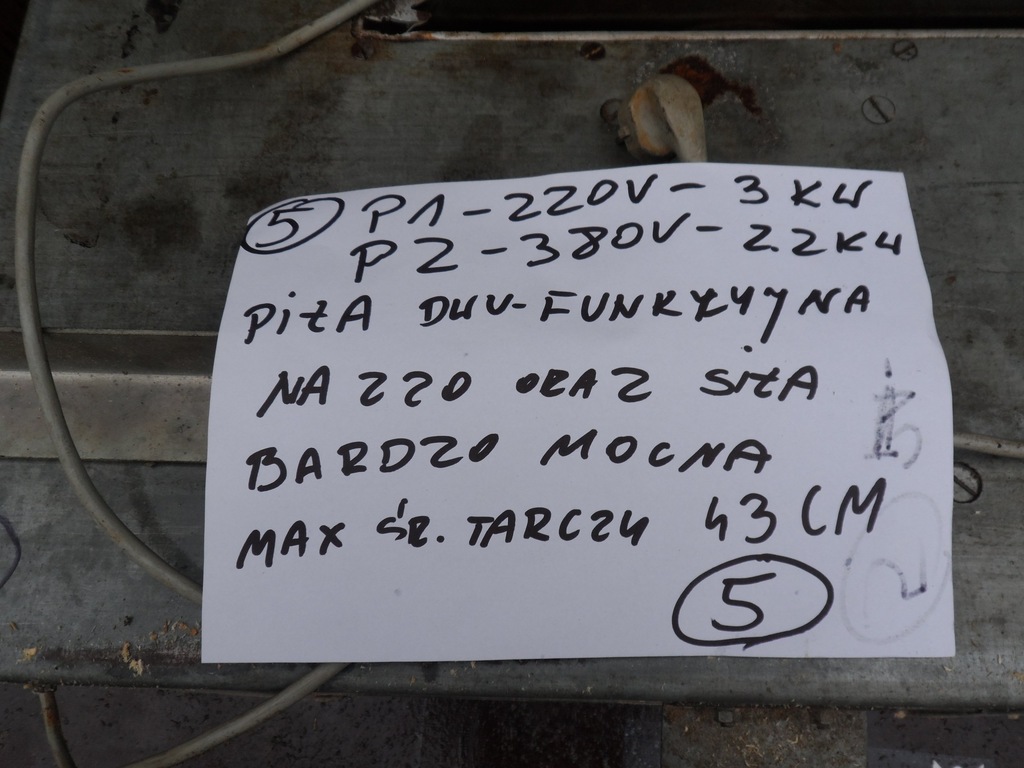 5 P1-220V-3KW
P2-380V-2.2KW
PIŁA DWU-FUNKYYJNA
NA 220 ORAZ SIŁA
BARDZO MOCNA
MAX ŚR. TARCZY 43 CM
5